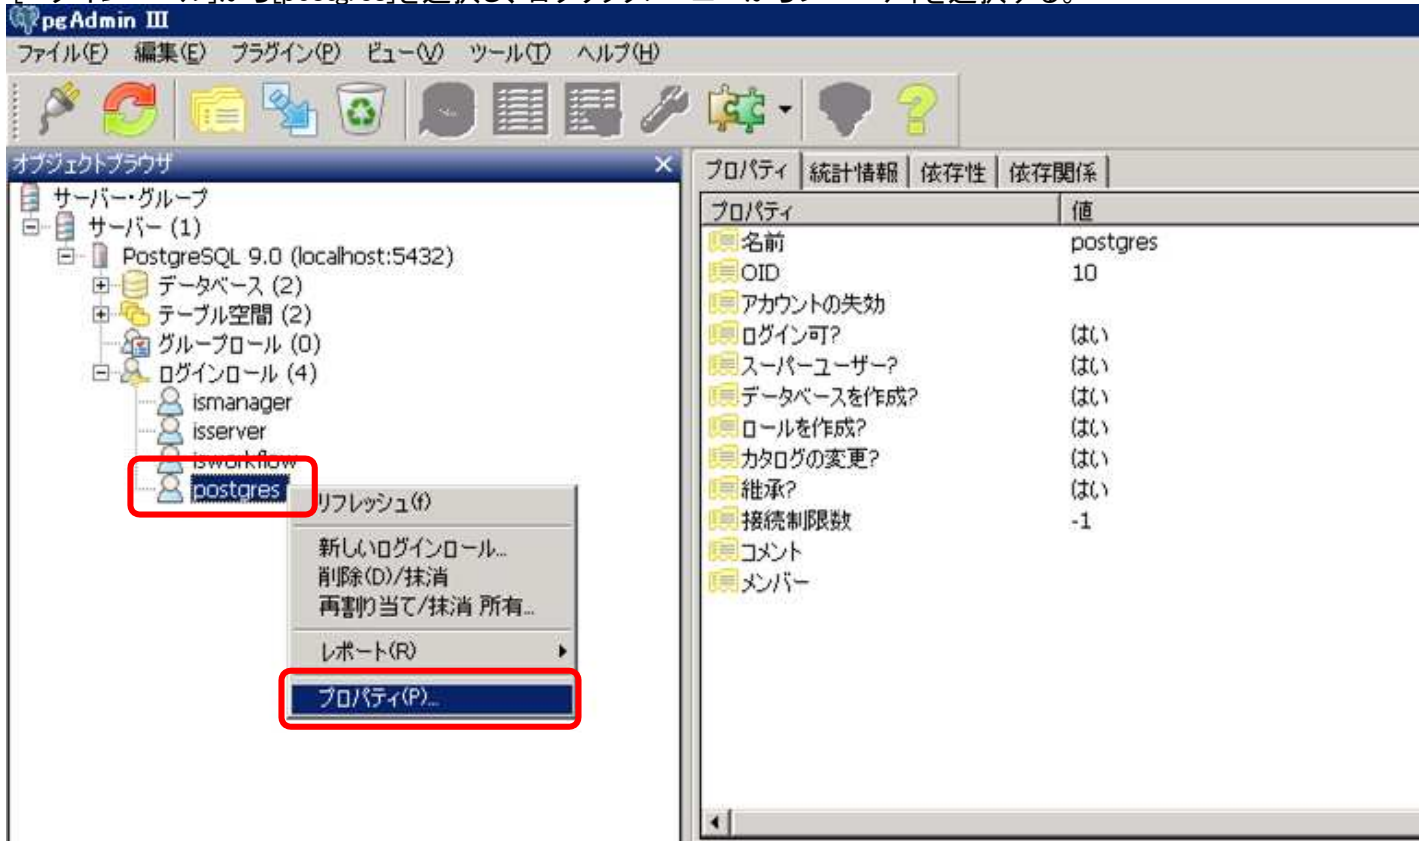 pgAdmin III
ファイル(F) 編集(E) プラグイン(P) ビュー(V) ツール(T) ヘルプ(H)
オブジェクトブラウザ
サーバー・グループ
サーバー (1)
PostgreSQL 9.0 (localhost:5432)
データベース (2)
テーブル空間 (2)
グループロール (0)
ログインロール (4)
ismanager
isserver
isworkflow
postgres
リフレッシュ(f)
新しいログインロール...
削除(D)/抹消
再割り当て/抹消 所有...
レポート(R)
プロパティ(P)...
プロパティ 統計情報 依存性 依存関係
プロパティ 値
名前 postgres
OID 10
アカウントの失効
ログイン可? はい
スーパーユーザー? はい
データベースを作成? はい
ロールを作成? はい
カタログの変更? はい
継承? はい
接続制限数 -1
コメント
メンバー